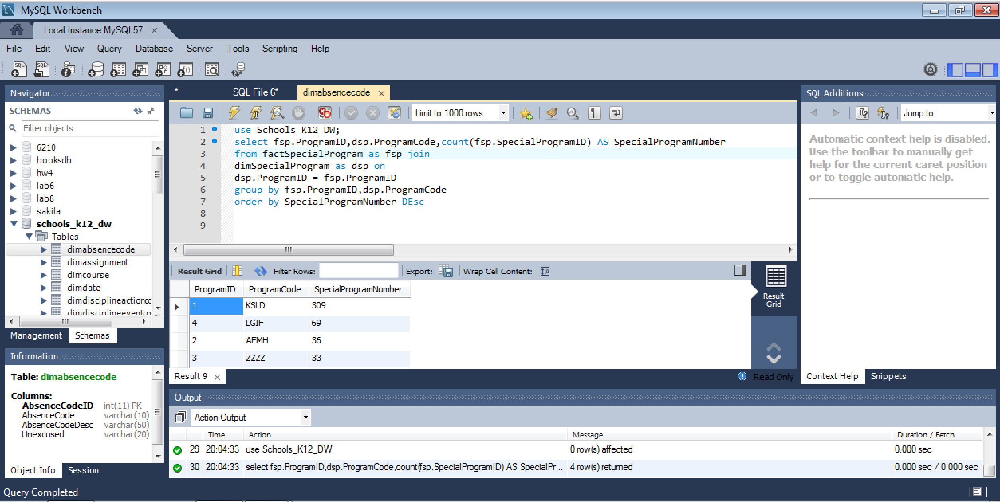 MySQL Workbench
Local instance MySQL57
File Edit View Query Database Server Tools Scripting Help
Navigator
SCHEMAS
Filter objects
6210
booksdb
hw4
lab6
lab8
sakila
schools_k12_dw
Tables
dimabsencecode
dimassignment
dimcourse
dimdate
dimdisciplineactioncc
dimdisciplineeventco
Management Schemas
Information
Table: dimabsencecode
Columns:
AbsenceCodeID int(11) PK
AbsenceCode varchar(10)
AbsenceCodeDesc varchar(50)
Unexcused varchar(20)
Object Info Session
* SQL File 6* dimabsencecode
Limit to 1000 rows
1 use Schools_K12_DW;
2 select fsp.ProgramID,dsp.ProgramCode,count(fsp.SpecialProgramID) AS SpecialProgramNumber
3 from factSpecialProgram as fsp join
4 dimSpecialProgram as dsp on
5 dsp.ProgramID = fsp.ProgramID
6 group by fsp.ProgramID,dsp.ProgramCode
7 order by SpecialProgramNumber DEsc
8
9
Result Grid Filter Rows: Export: Wrap Cell Content:
ProgramID ProgramCode SpecialProgramNumber
1 KSLD 309
4 LGIF 69
2 AEMH 36
3 ZZZZ 33
Result Grid
Result 9
Read Only
SQL Additions
Jump to
Automatic context help is disabled.
Use the toolbar to manually get
help for the current caret position
or to toggle automatic help.
Context Help Snippets
Output
Action Output
Time Action Message Duration / Fetch
29 20:04:33 use Schools_K12_DW 0 row(s) affected 0.000 sec
30 20:04:33 select fsp.ProgramID,dsp.ProgramCode,count(fsp.SpecialProgramID) AS SpecialPr... 4 row(s) returned 0.000 sec / 0.000 sec
Query Completed